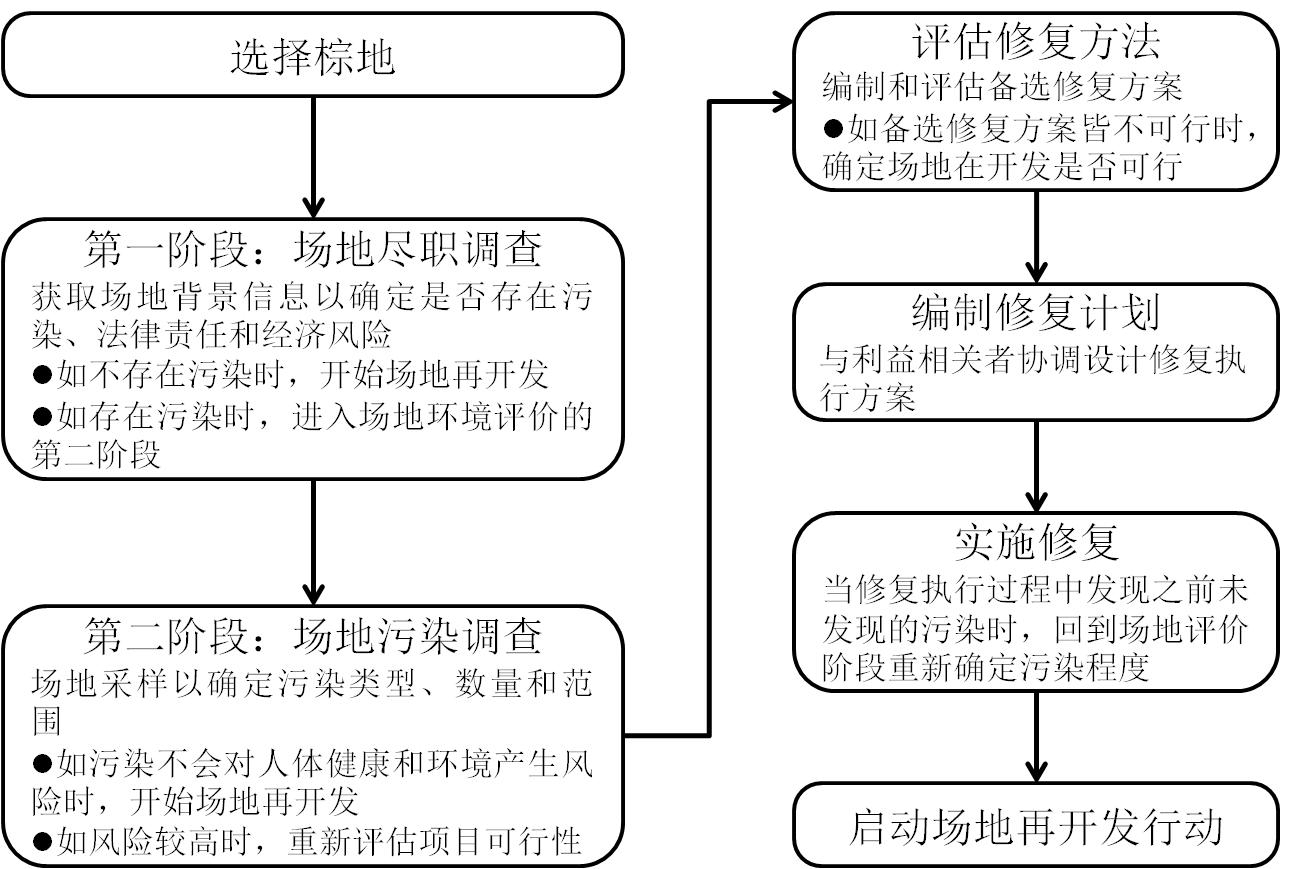 选择棕地
第一阶段：场地尽职调查
获取场地背景信息以确定是否存在污
染、法律责任和经济风险
●如不存在污染时，开始场地再开发
●如存在污染时，进入场地环境评价的
第二阶段
第二阶段：场地污染调查
场地采样以确定污染类型、数量和范
围
●如污染不会对人体健康和环境产生风
险时，开始场地再开发
●如风险较高时，重新评估项目可行性
评估修复方法
编制和评估备选修复方案
●如备选修复方案皆不可行时，
确定场地在开发是否可行
编制修复计划
与利益相关者协调设计修复执
行方案
实施修复
当修复执行过程中发现之前未
发现的污染时，回到场地评价
阶段重新确定污染程度
启动场地再开发行动